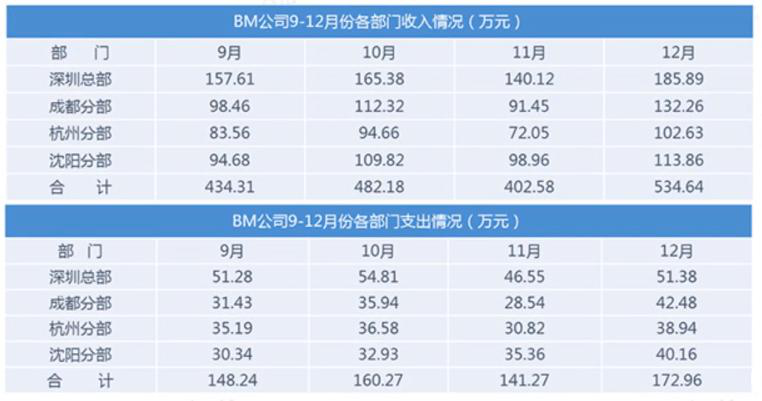 BM公司9-12月份各部门收入情况（万元）
部 门 9月 10月 11月 12月
深圳总部 157.61 165.38 140.12 185.89
成都分部 98.46 112.32 91.45 132.26
杭州分部 83.56 94.66 72.05 102.63
沈阳分部 94.68 109.82 98.96 113.86
合 计 434.31 482.18 402.58 534.64
BM公司9-12月份各部门支出情况（万元）
部 门 9月 10月 11月 12月
深圳总部 51.28 54.81 46.55 51.38
成都分部 31.43 35.94 28.54 42.48
杭州分部 35.19 36.58 30.82 38.94
沈阳分部 30.34 32.93 35.36 40.16
合 计 148.24 160.27 141.27 172.96